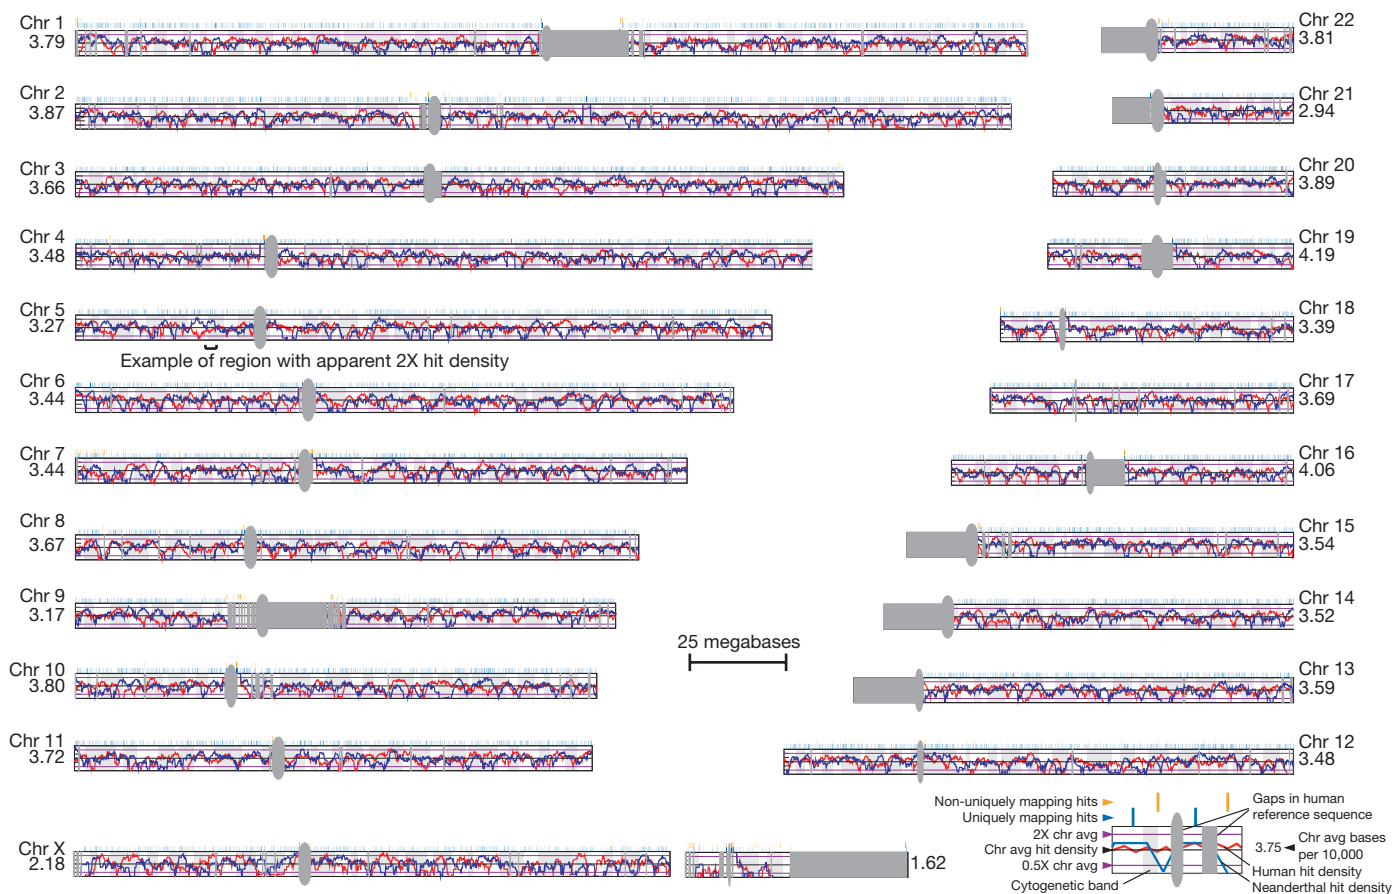 Chr 1
3.79
Chr 22
3.81
Chr 2
3.87
Chr 21
2.94
Chr 3
3.66
Chr 20
3.89
Chr 4
3.48
Chr 19
4.19
Chr 5
3.27
Chr 18
3.39
Example of region with apparent 2X hit density
Chr 6
3.44
Chr 17
3.69
Chr 7
3.44
Chr 16
4.06
Chr 8
3.67
Chr 15
3.54
Chr 9
3.17
Chr 14
3.52
25 megabases
Chr 10
3.80
Chr 13
3.59
Chr 11
3.72
Chr 12
3.48
Chr X
2.18
1.62
Non-uniquely mapping hits
Uniquely mapping hits
2X chr avg
Chr avg hit density
0.5X chr avg
Cytogenetic band
Gaps in human
reference sequence
3.75
Chr avg bases
per 10,000
Human hit density
Neanderthal hit density